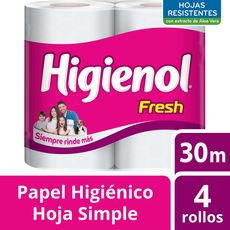 HOJAS
RESISTENTES
con extracto de Aloe Vera
Higienol
Fresh
Siempre rinde más
30m
Papel Higiénico
Hoja Simple
4
rollos